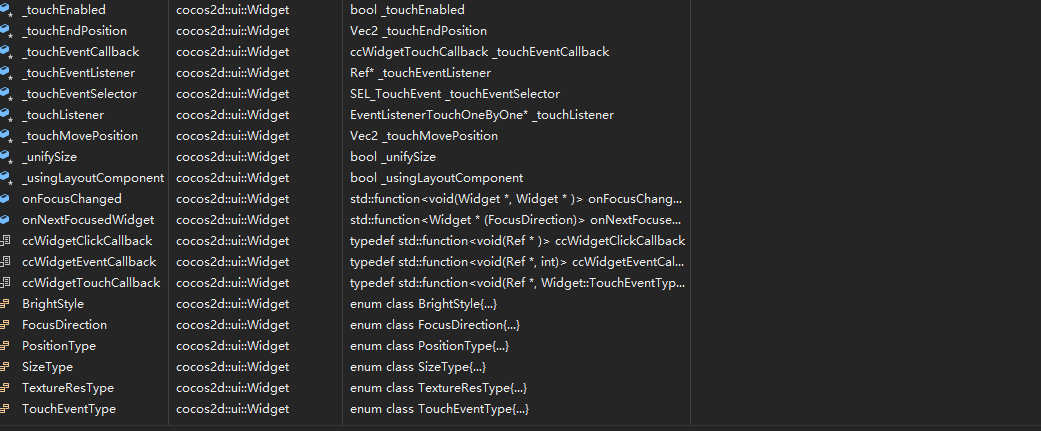 _touchEnabled cocos2d::ui::Widget bool _touchEnabled
_touchEndPosition cocos2d::ui::Widget Vec2 _touchEndPosition
_touchEventCallback cocos2d::ui::Widget ccWidgetTouchCallback _touchEventCallback
_touchEventListener cocos2d::ui::Widget Ref* _touchEventListener
_touchEventSelector cocos2d::ui::Widget SEL_TouchEvent _touchEventSelector
_touchListener cocos2d::ui::Widget EventListenerTouchOneByOne* _touchListener
_touchMovePosition cocos2d::ui::Widget Vec2 _touchMovePosition
_unifySize cocos2d::ui::Widget bool _unifySize
_usingLayoutComponent cocos2d::ui::Widget bool _usingLayoutComponent
onFocusChanged cocos2d::ui::Widget std::function<void(Widget *, Widget * )> onFocusChang...
onNextFocusedWidget cocos2d::ui::Widget std::function<Widget * (FocusDirection)> onNextFocuse...
ccWidgetClickCallback cocos2d::ui::Widget typedef std::function<void(Ref * )> ccWidgetClickCallback
ccWidgetEventCallback cocos2d::ui::Widget typedef std::function<void(Ref *, int)> ccWidgetEventCal...
ccWidgetTouchCallback cocos2d::ui::Widget typedef std::function<void(Ref *, Widget::TouchEventTyp...
BrightStyle cocos2d::ui::Widget enum class BrightStyle{...}
FocusDirection cocos2d::ui::Widget enum class FocusDirection{...}
PositionType cocos2d::ui::Widget enum class PositionType{...}
SizeType cocos2d::ui::Widget enum class SizeType{...}
TextureResType cocos2d::ui::Widget enum class TextureResType{...}
TouchEventType cocos2d::ui::Widget enum class TouchEventType{...}